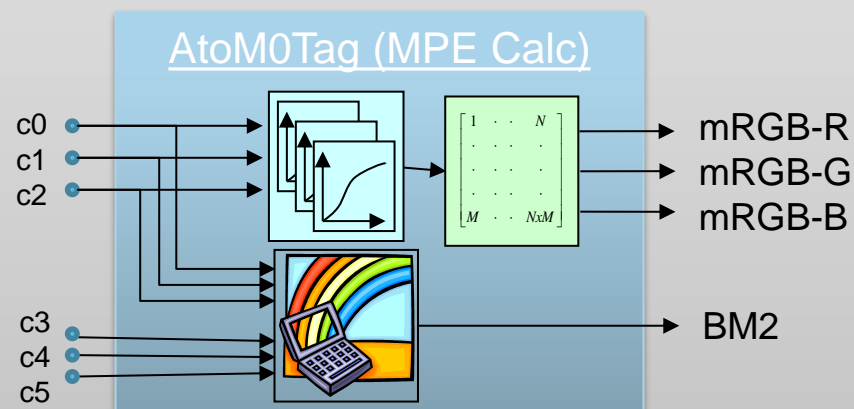 AtoM0Tag (MPE Calc)
c0
c1
c2
1 · · N
· · · ·
· · · ·
· · · ·
M · · NxM
mRGB-R
mRGB-G
mRGB-B
c3
c4
c5
BM2